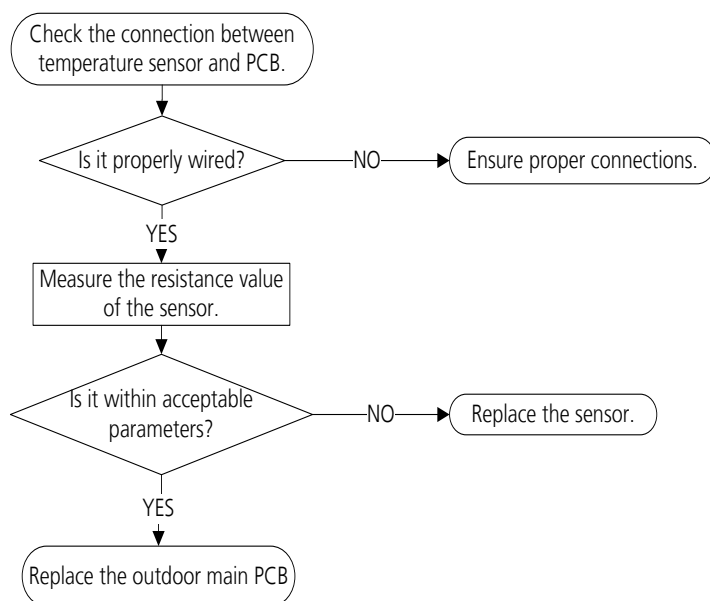 Check the connection between
temperature sensor and PCB.
Is it properly wired?
NO
Ensure proper connections.
YES
Measure the resistance value
of the sensor.
Is it within acceptable
parameters?
NO
Replace the sensor.
YES
Replace the outdoor main PCB